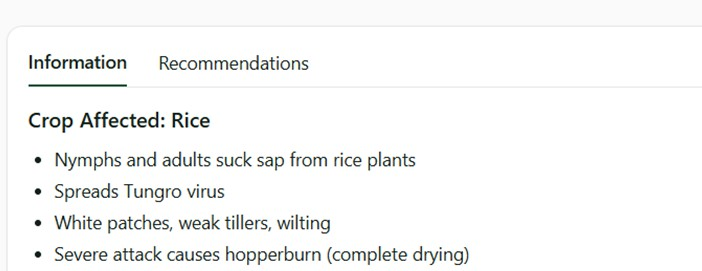 Information Recommendations
Crop Affected: Rice
• Nymphs and adults suck sap from rice plants
• Spreads Tungro virus
• White patches, weak tillers, wilting
• Severe attack causes hopperburn (complete drying)